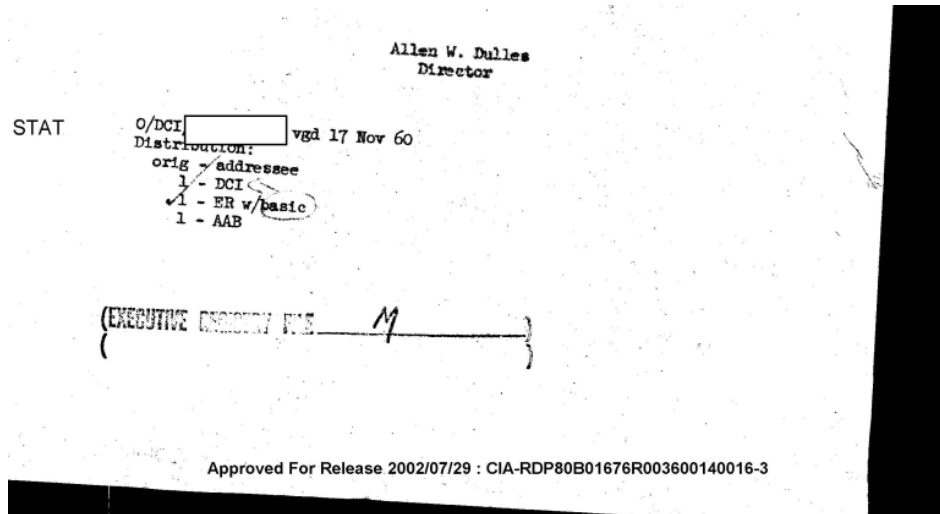 Allen W. Dulles
Director
STAT
O/DCI vgd 17 Nov 60
Distribution:
orig - addressee
1 - DCI
1 - ER w/basic
1 - AAB
(EXECUTIVE REGISTRY FILE M )
( )
Approved For Release 2002/07/29 : CIA-RDP80B01676R003600140016-3